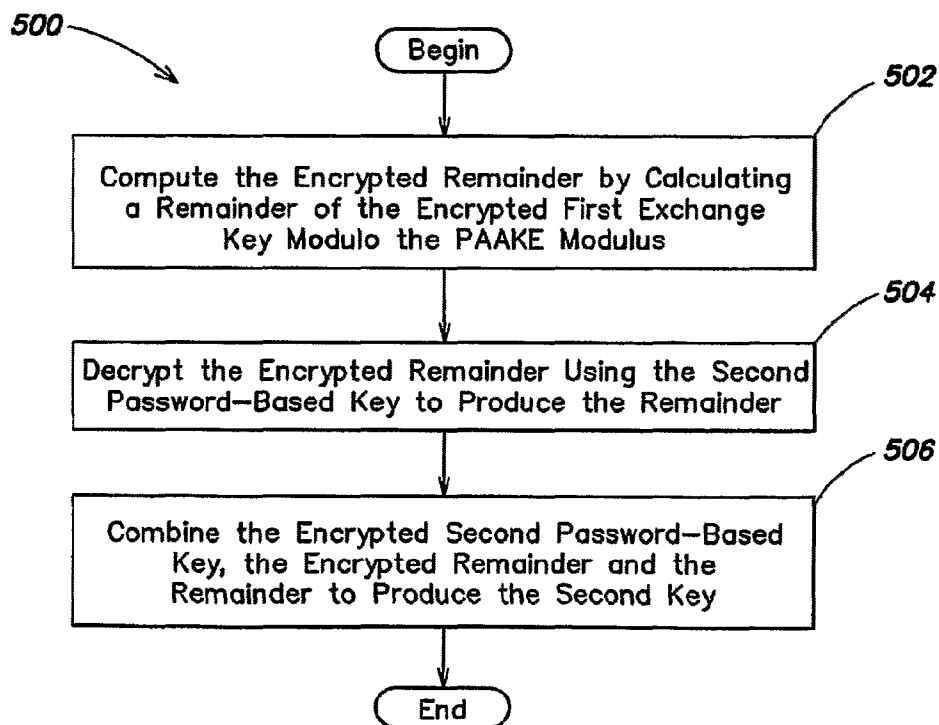 500
Begin
502
Compute the Encrypted Remainder by Calculating
a Remainder of the Encrypted First Exchange
Key Modulo the PAAKE Modulus
504
Decrypt the Encrypted Remainder Using the Second
Password-Based Key to Produce the Remainder
506
Combine the Encrypted Second Password-Based
Key, the Encrypted Remainder and the
Remainder to Produce the Second Key
End